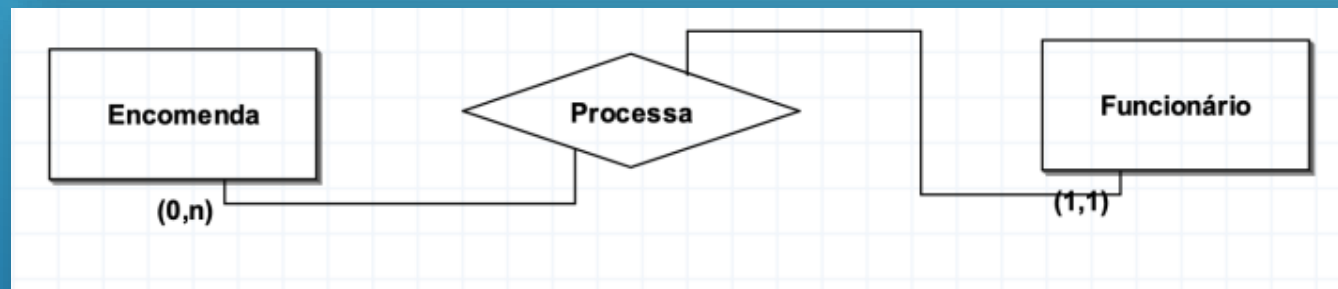 Encomenda
Processa
Funcionário
(0,n)
(1,1)